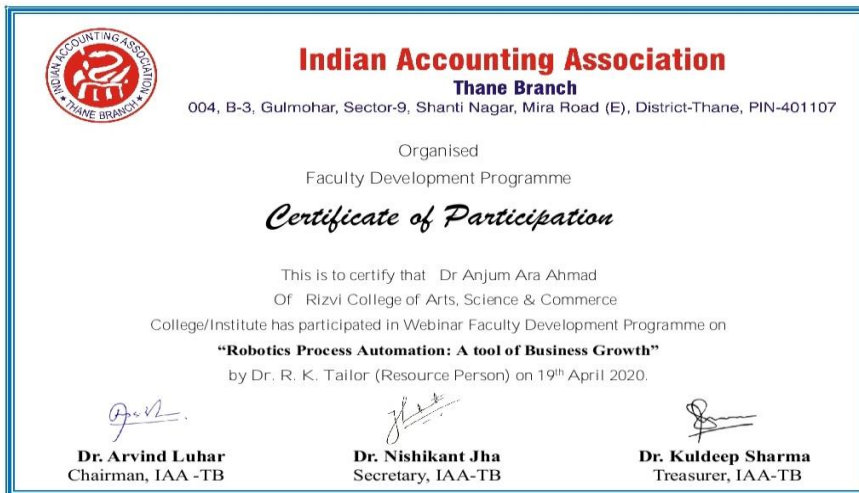 INDIAN ACCOUNTING ASSOCIATION
* THANE BRANCH *
Indian Accounting Association
Thane Branch
004, B-3, Gulmohar, Sector-9, Shanti Nagar, Mira Road (E), District-Thane, PIN-401107
Organised
Faculty Development Programme
Certificate of Participation
This is to certify that Dr Anjum Ara Ahmad
Of Rizvi College of Arts, Science & Commerce
College/Institute has participated in Webinar Faculty Development Programme on
“Robotics Process Automation: A tool of Business Growth”
by Dr. R. K. Tailor (Resource Person) on 19th April 2020.
Dr. Arvind Luhar Dr. Nishikant Jha Dr. Kuldeep Sharma
Chairman, IAA -TB Secretary, IAA-TB Treasurer, IAA-TB